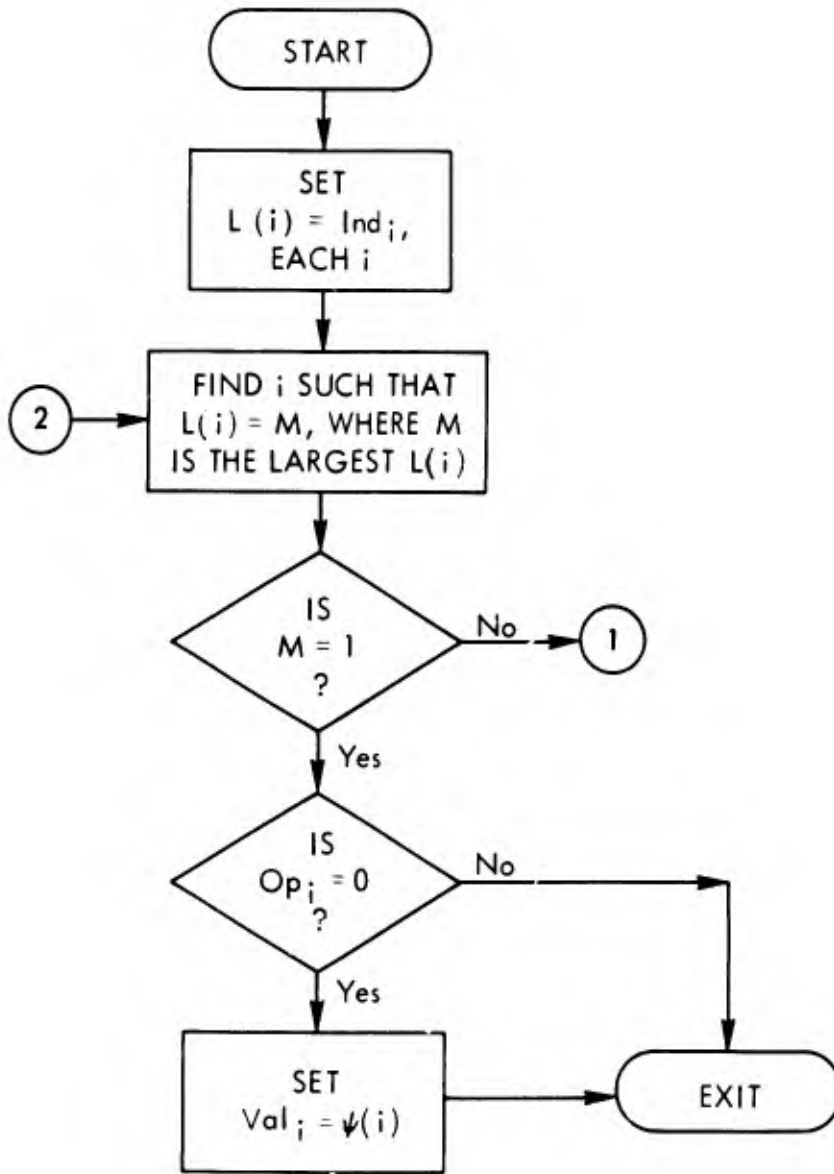 START
SET
L (i) = Ind i,
EACH i
FIND i SUCH THAT
L(i) = M, WHERE M
IS THE LARGEST L(i)
2
IS
M = 1
?
No
1
Yes
IS
Op i = 0
?
No
Yes
SET
Val i = ψ(i)
EXIT